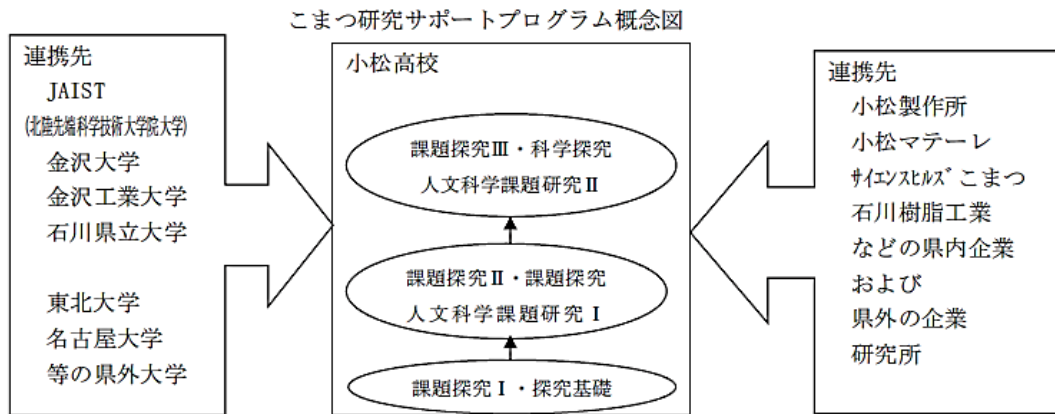 こまつ研究サポートプログラム概念図
連携先
JAIST
(北陸先端科学技術大学院大学)
金沢大学
金沢工業大学
石川県立大学
東北大学
名古屋大学
等の県外大学
小松高校
課題探究Ⅲ・科学探究
人文科学課題研究Ⅱ
課題探究Ⅱ・課題探究
人文科学課題研究Ⅰ
課題探究Ⅰ・探究基礎
連携先
小松製作所
小松マテーレ
ｻｲｴﾝｽﾋﾙｽﾞこまつ
石川樹脂工業
などの県内企業
および
県外の企業
研究所